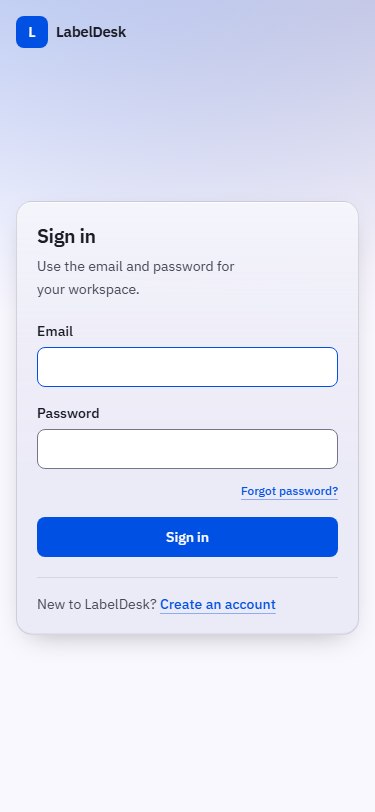 L LabelDesk
Sign in
Use the email and password for
your workspace.
Email
Password
Forgot password?
Sign in
New to LabelDesk? Create an account